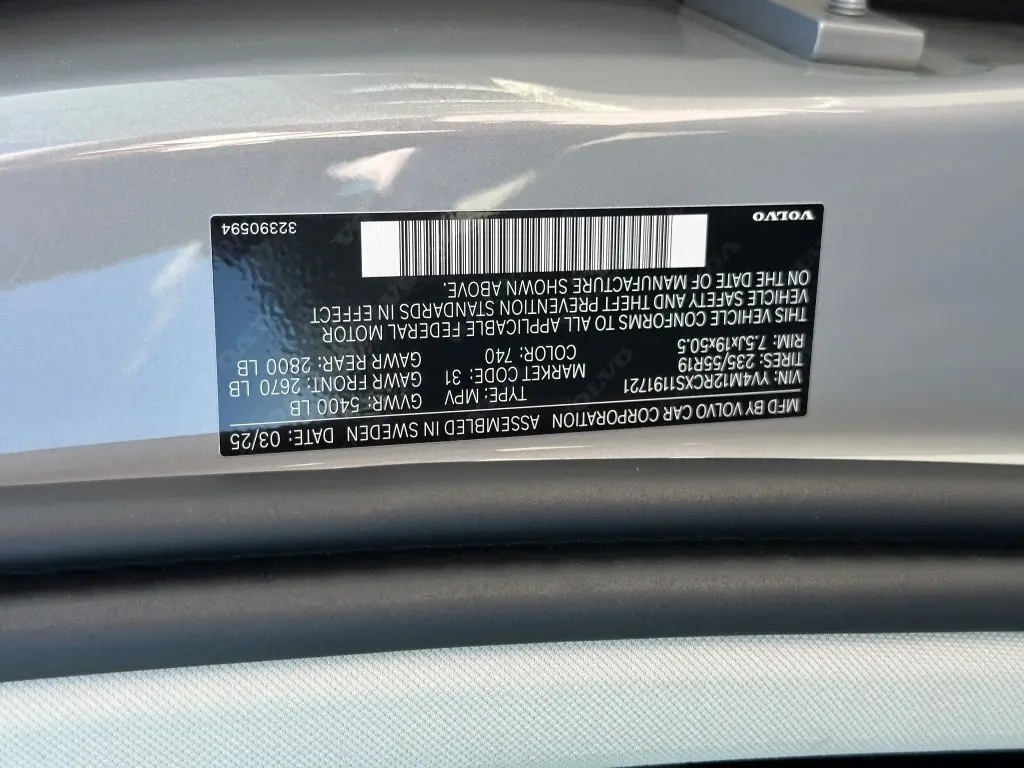 MFD BY VOLVO CAR CORPORATION ASSEMBLED IN SWEDEN DATE: 03/25
VIN: YV4M12RCXS1191721 TYPE: MPV GVWR: 5400 LB
TIRES: 235/55R19 MARKET CODE: 31 GAWR FRONT: 2670 LB
RIM: 7.5Jx19x50.5 COLOR: 740 GAWR REAR: 2800 LB
THIS VEHICLE CONFORMS TO ALL APPLICABLE FEDERAL MOTOR
VEHICLE SAFETY AND THEFT PREVENTION STANDARDS IN EFFECT
ON THE DATE OF MANUFACTURE SHOWN ABOVE.
VOLVO 32390594